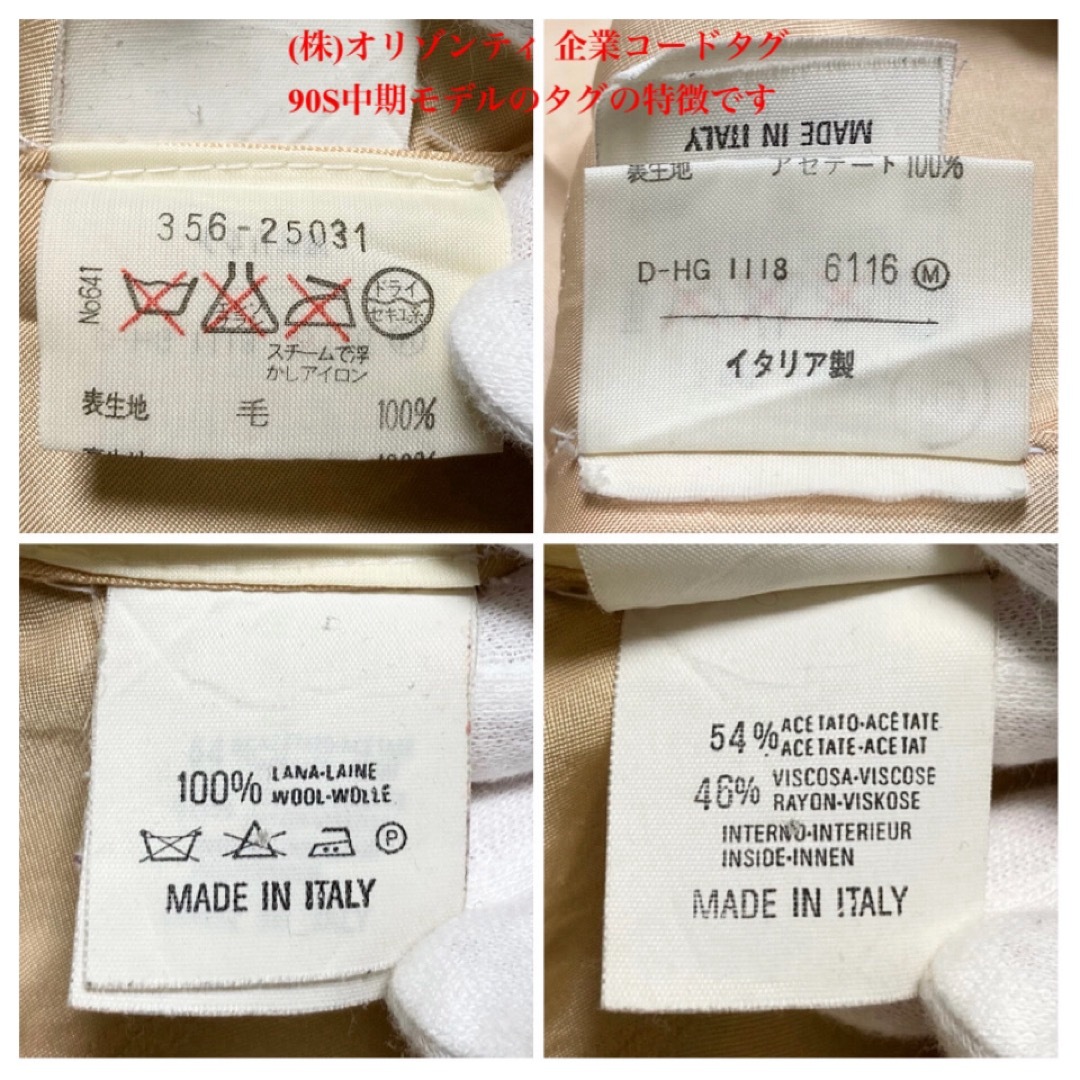 (株)オリゾンティ 企業コードタグ
90S中期モデルのタグの特徴です
356-25031
No641
ドライ
セキユ系
スチームで浮
かしアイロン
表生地 毛 100%
MADE IN ITALY
表生地 アセテート 100%
D-HG 1118 6116 M
イタリア製
100% LANA-LAINE
WOOL-WOLLE
P
MADE IN ITALY
54% ACETATO-ACÈTATE
ACETATE-ACETAT
46% VISCOSA-VISCOSE
RAYON-VISKOSE
INTERNO-INTERIEUR
INSIDE-INNEN
MADE IN ITALY